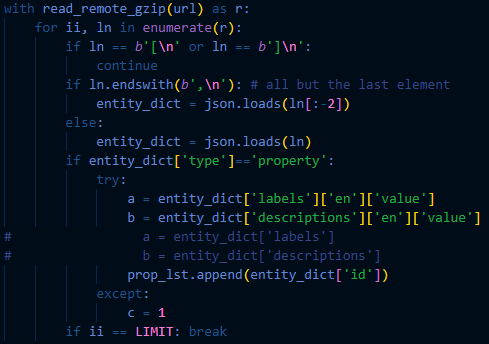 with read_remote_gzip(url) as r:
    for ii, ln in enumerate(r):
        if ln == b'[\n' or ln == b']\n':
            continue
        if ln.endswith(b',\n'): # all but the last element
            entity_dict = json.loads(ln[:-2])
        else:
            entity_dict = json.loads(ln)
        if entity_dict['type']=='property':
            try:
                a = entity_dict['labels']['en']['value']
                b = entity_dict['descriptions']['en']['value']
#                 a = entity_dict['labels']
#                 b = entity_dict['descriptions']
                prop_lst.append(entity_dict['id'])
            except:
                c = 1
        if ii == LIMIT: break